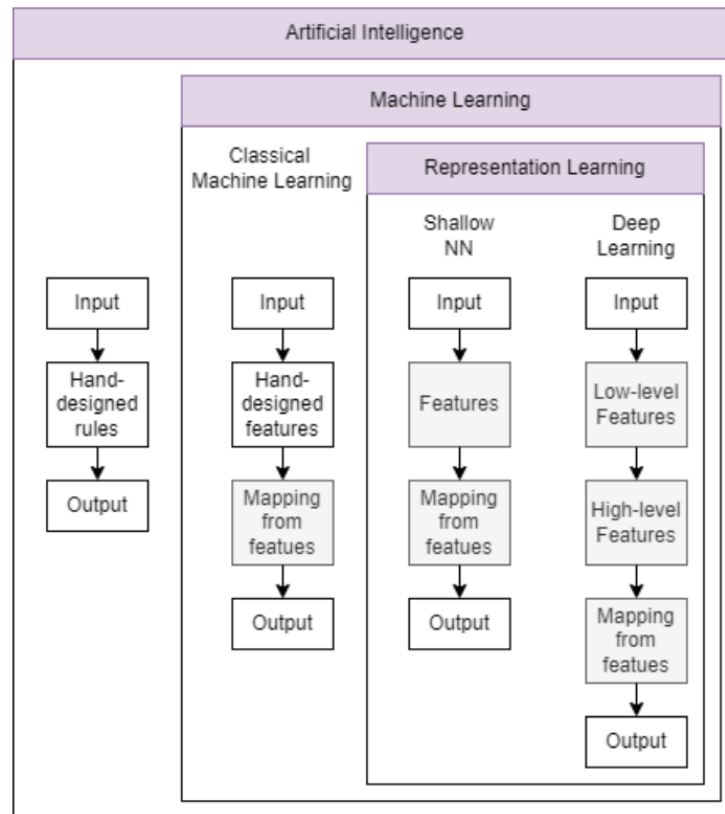 Artificial Intelligence
Machine Learning
Classical
Machine Learning
Representation Learning
Shallow
NN
Deep
Learning
Input
Hand-
designed
rules
Output
Input
Hand-
designed
features
Mapping
from
featues
Output
Input
Features
Mapping
from
featues
Output
Input
Low-level
Features
High-level
Features
Mapping
from
featues
Output